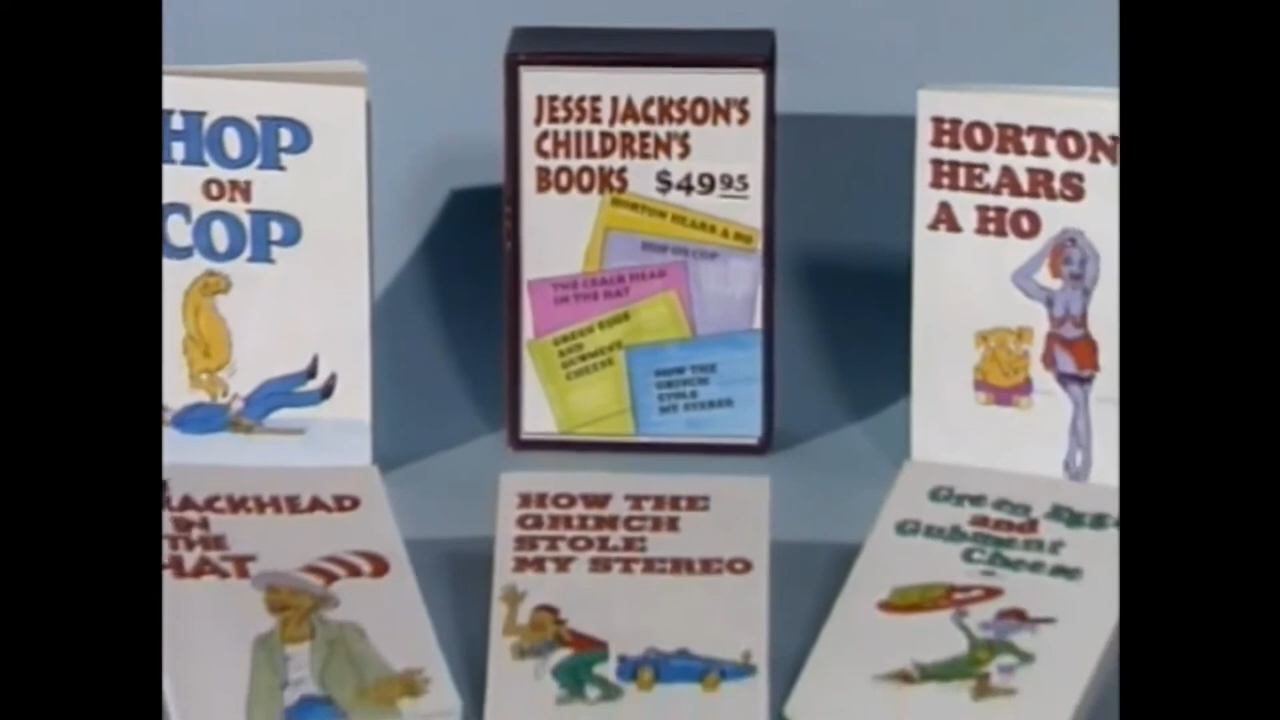 HOP
ON
COP
JESSE JACKSON'S
CHILDREN'S
BOOKS $49.95
HORTON HEARS A HO
HOP ON COP
THE CRACK HEAD
IN THE HAT
GREEN EGGS
AND
GUBMENT
CHEESE
HOW THE
GRINCH
STOLE
MY STEREO
HORTON
HEARS
A HO
RACKHEAD
IN
THE
HAT
HOW THE
GRINCH
STOLE
MY STEREO
Green Egg
and
Gubment
Cheese